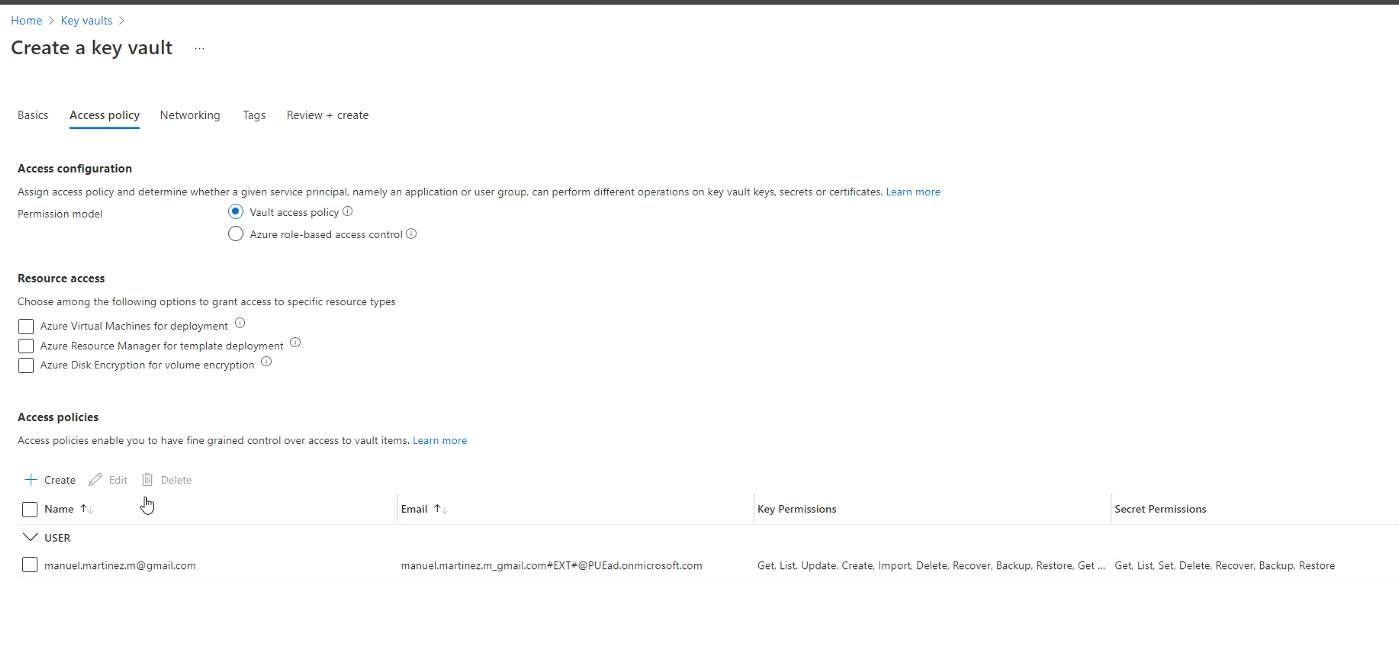 Home > Key vaults >
Create a key vault ...
Basics Access policy Networking Tags Review + create
Access configuration
Assign access policy and determine whether a given service principal, namely an application or user group, can perform different operations on key vault keys, secrets or certificates. Learn more
Permission model Vault access policy
Azure role-based access control
Resource access
Choose among the following options to grant access to specific resource types
Azure Virtual Machines for deployment
Azure Resource Manager for template deployment
Azure Disk Encryption for volume encryption
Access policies
Access policies enable you to have fine grained control over access to vault items. Learn more
+ Create Edit Delete
Name ↑↓ Email ↑↓ Key Permissions Secret Permissions
USER
manuel.martinez.m@gmail.com manuel.martinez.m_gmail.com#EXT#@PUEad.onmicrosoft.com Get, List, Update, Create, Import, Delete, Recover, Backup, Restore, Get ... Get, List, Set, Delete, Recover, Backup, Restore